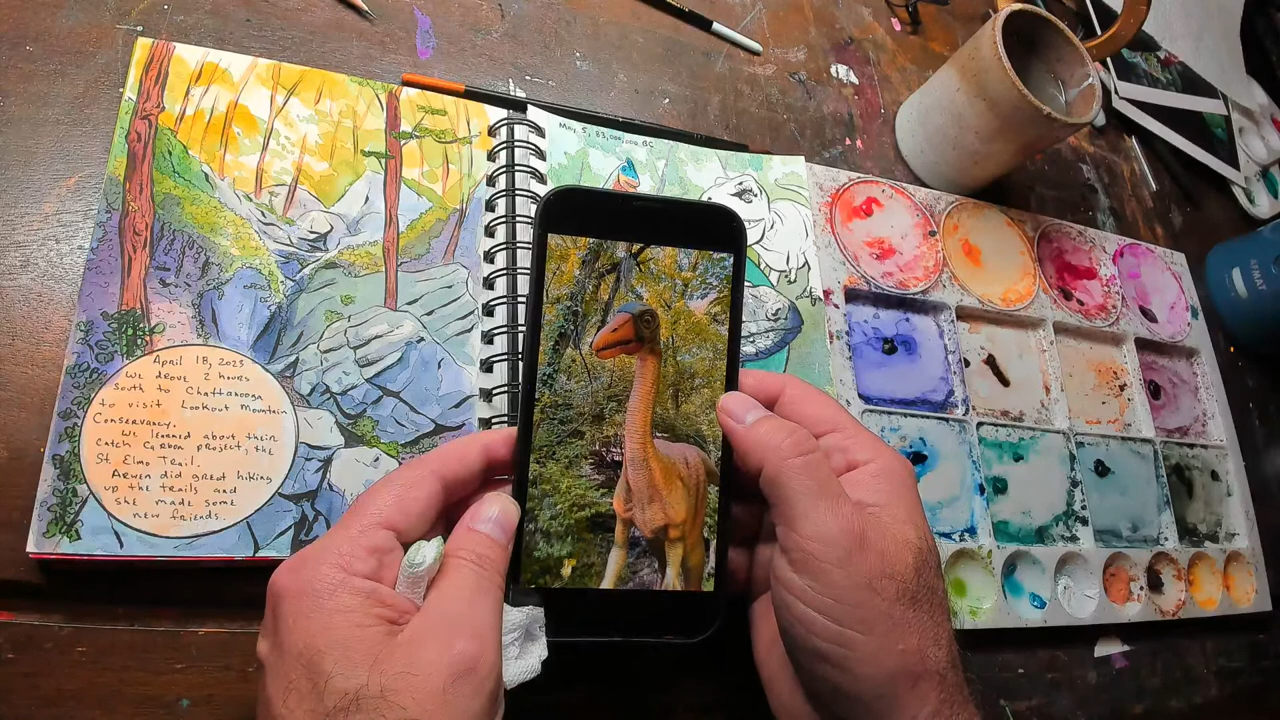 April 18, 2023
We drove 2 hours
south to Chattanooga
to visit Lookout Mountain
Conservancy.
We learned about their
Catch Carbon project, the
St. Elmo Trail.
Arwen did great hiking
up the trails and
she made some
new friends.
May 5, 83,000,000 BC